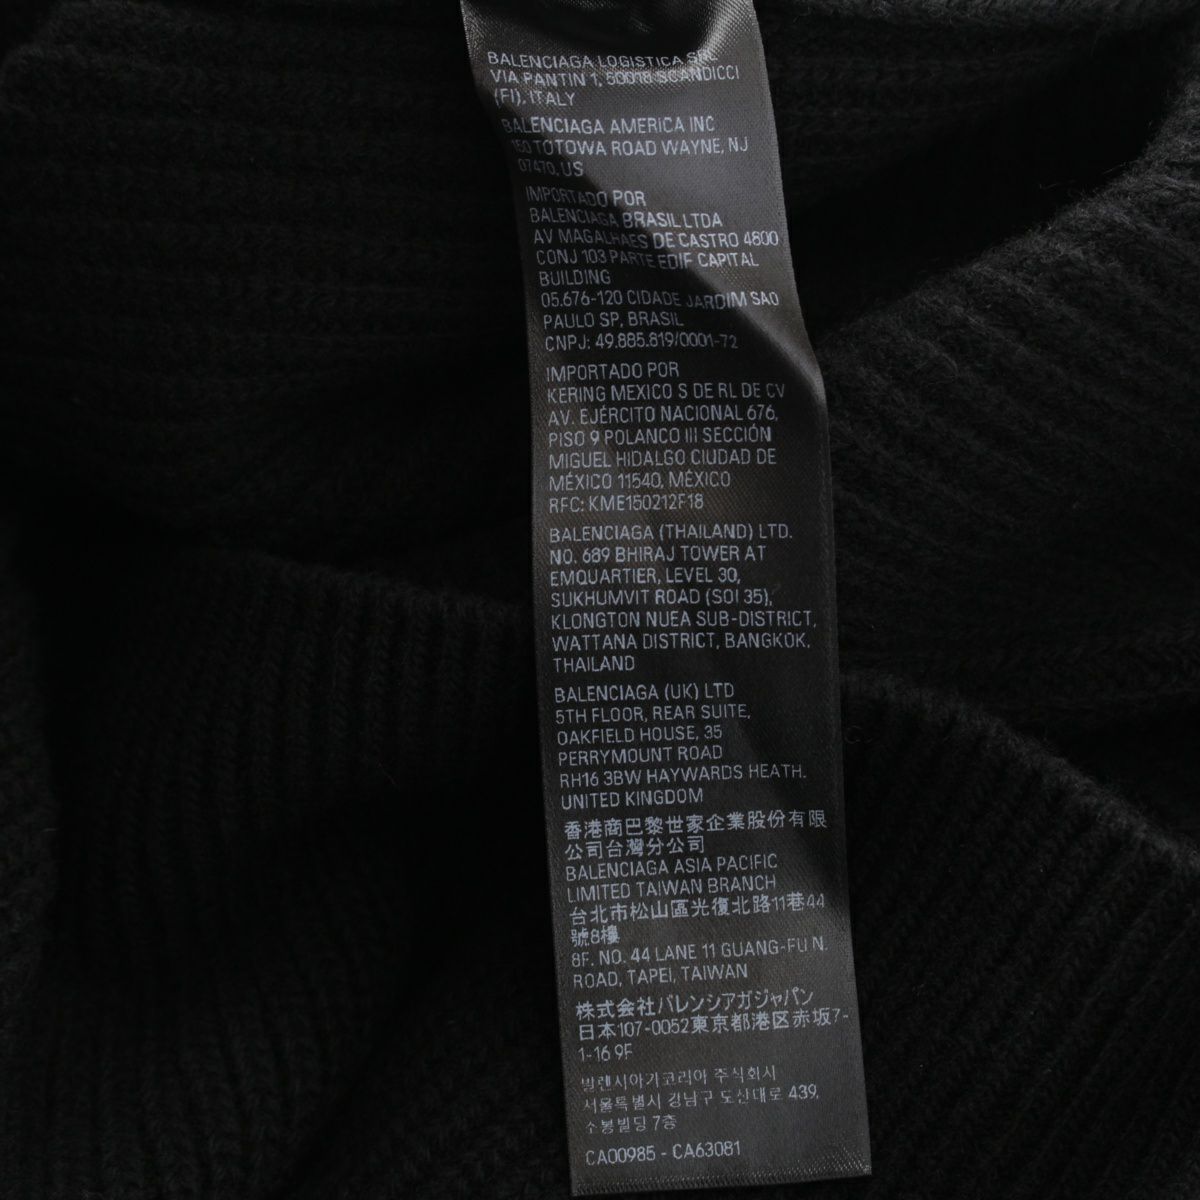 BALENCIAGA LOGISTICA SRL
VIA PANTIN 1, 50018 SCANDICCI
(FI), ITALY
BALENCIAGA AMERICA INC
150 TOTOWA ROAD WAYNE, NJ
07470, US
IMPORTADO POR
BALENCIAGA BRASIL LTDA
AV MAGALHAES DE CASTRO 4800
CONJ 103 PARTE EDIF CAPITAL
BUILDING
05.676-120 CIDADE JARDIM SAO
PAULO SP, BRASIL
CNPJ: 49.885.819/0001-72
IMPORTADO POR
KERING MEXICO S DE RL DE CV
AV. EJÉRCITO NACIONAL 676,
PISO 9 POLANCO III SECCIÓN
MIGUEL HIDALGO CIUDAD DE
MÉXICO 11540, MÉXICO
RFC: KME150212F18
BALENCIAGA (THAILAND) LTD.
NO. 689 BHIRAJ TOWER AT
EMQUARTIER, LEVEL 30,
SUKHUMVIT ROAD (SOI 35),
KLONGTON NUEA SUB-DISTRICT,
WATTANA DISTRICT, BANGKOK,
THAILAND
BALENCIAGA (UK) LTD
5TH FLOOR, REAR SUITE,
OAKFIELD HOUSE, 35
PERRYMOUNT ROAD
RH16 3BW HAYWARDS HEATH.
UNITED KINGDOM
香港商巴黎世家企業股份有限
公司台灣分公司
BALENCIAGA ASIA PACIFIC
LIMITED TAIWAN BRANCH
台北市松山區光復北路11巷44
號8樓
8F. NO. 44 LANE 11 GUANG-FU N.
ROAD, TAPEI, TAIWAN
株式会社バレンシアガジャパン
日本107-0052東京都港区赤坂7-
1-16 9F
발렌시아가코리아 주식회사
서울특별시 강남구 도산대로 439,
소봉빌딩 7층
CA00985 - CA63081